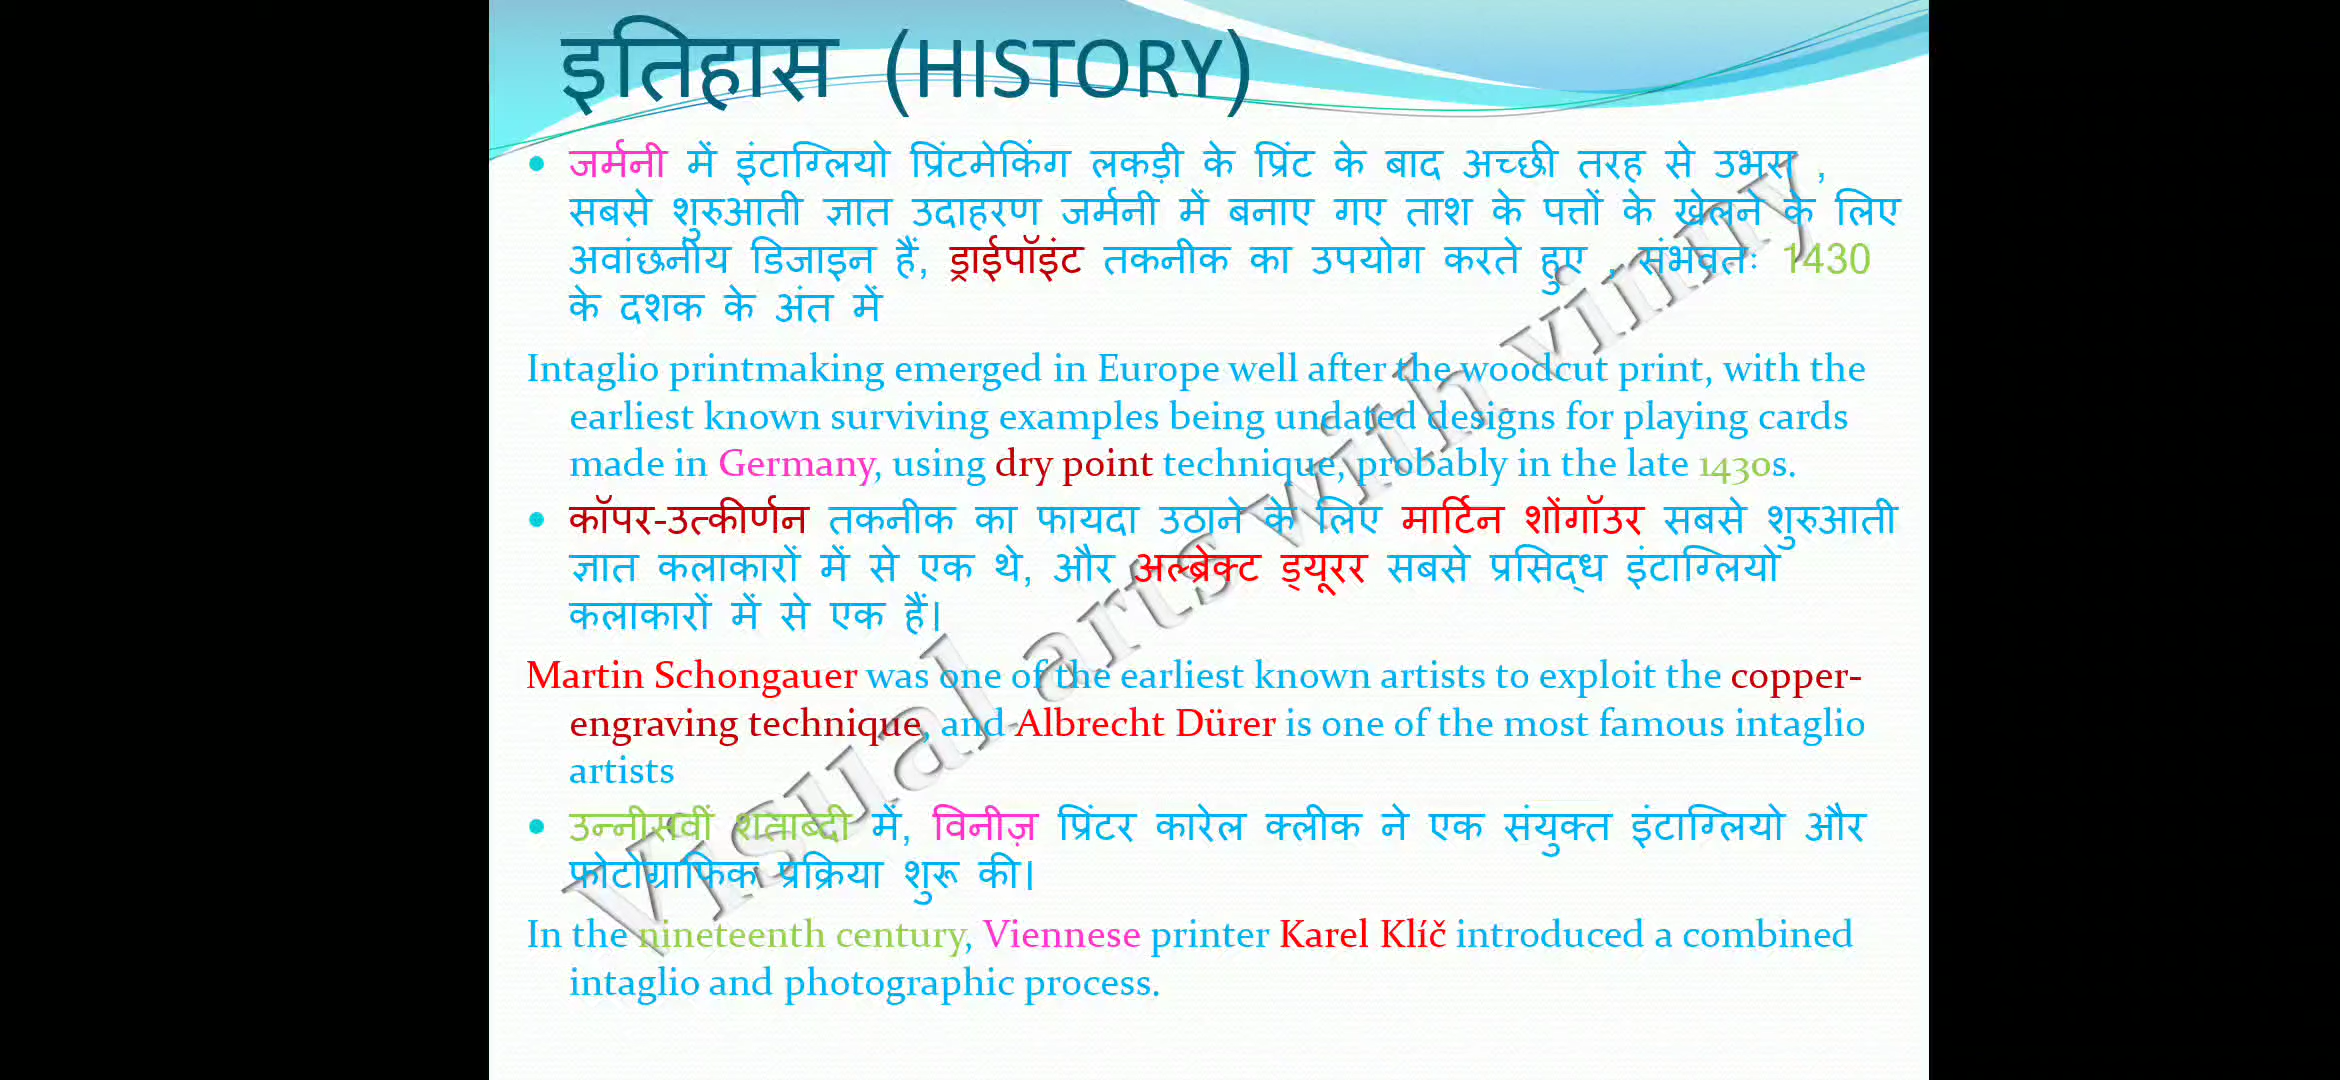 इतिहास (HISTORY)
• जर्मनी में इंटाग्लियो प्रिंटमेकिंग लकड़ी के प्रिंट के बाद अच्छी तरह से उभरा ,
सबसे शुरुआती ज्ञात उदाहरण जर्मनी में बनाए गए ताश के पत्तों के खेलने के लिए
अवांछनीय डिजाइन हैं, ड्राईपॉइंट तकनीक का उपयोग करते हुए , संभवतः 1430
के दशक के अंत में
Intaglio printmaking emerged in Europe well after the woodcut print, with the
earliest known surviving examples being undated designs for playing cards
made in Germany, using dry point technique, probably in the late 1430s.
• कॉपर-उत्कीर्णन तकनीक का फायदा उठाने के लिए मार्टिन शोंगॉउर सबसे शुरुआती
ज्ञात कलाकारों में से एक थे, और अल्ब्रेक्ट ड्यूरर सबसे प्रसिद्ध इंटाग्लियो
कलाकारों में से एक हैं।
Martin Schongauer was one of the earliest known artists to exploit the copper-
engraving technique, and Albrecht Dürer is one of the most famous intaglio
artists
• उन्नीसवीं शताब्दी में, विनीज़ प्रिंटर कारेल क्लीक ने एक संयुक्त इंटाग्लियो और
फोटोग्राफिक प्रक्रिया शुरू की।
In the nineteenth century, Viennese printer Karel Klíč introduced a combined
intaglio and photographic process.
Visual arts with vinny